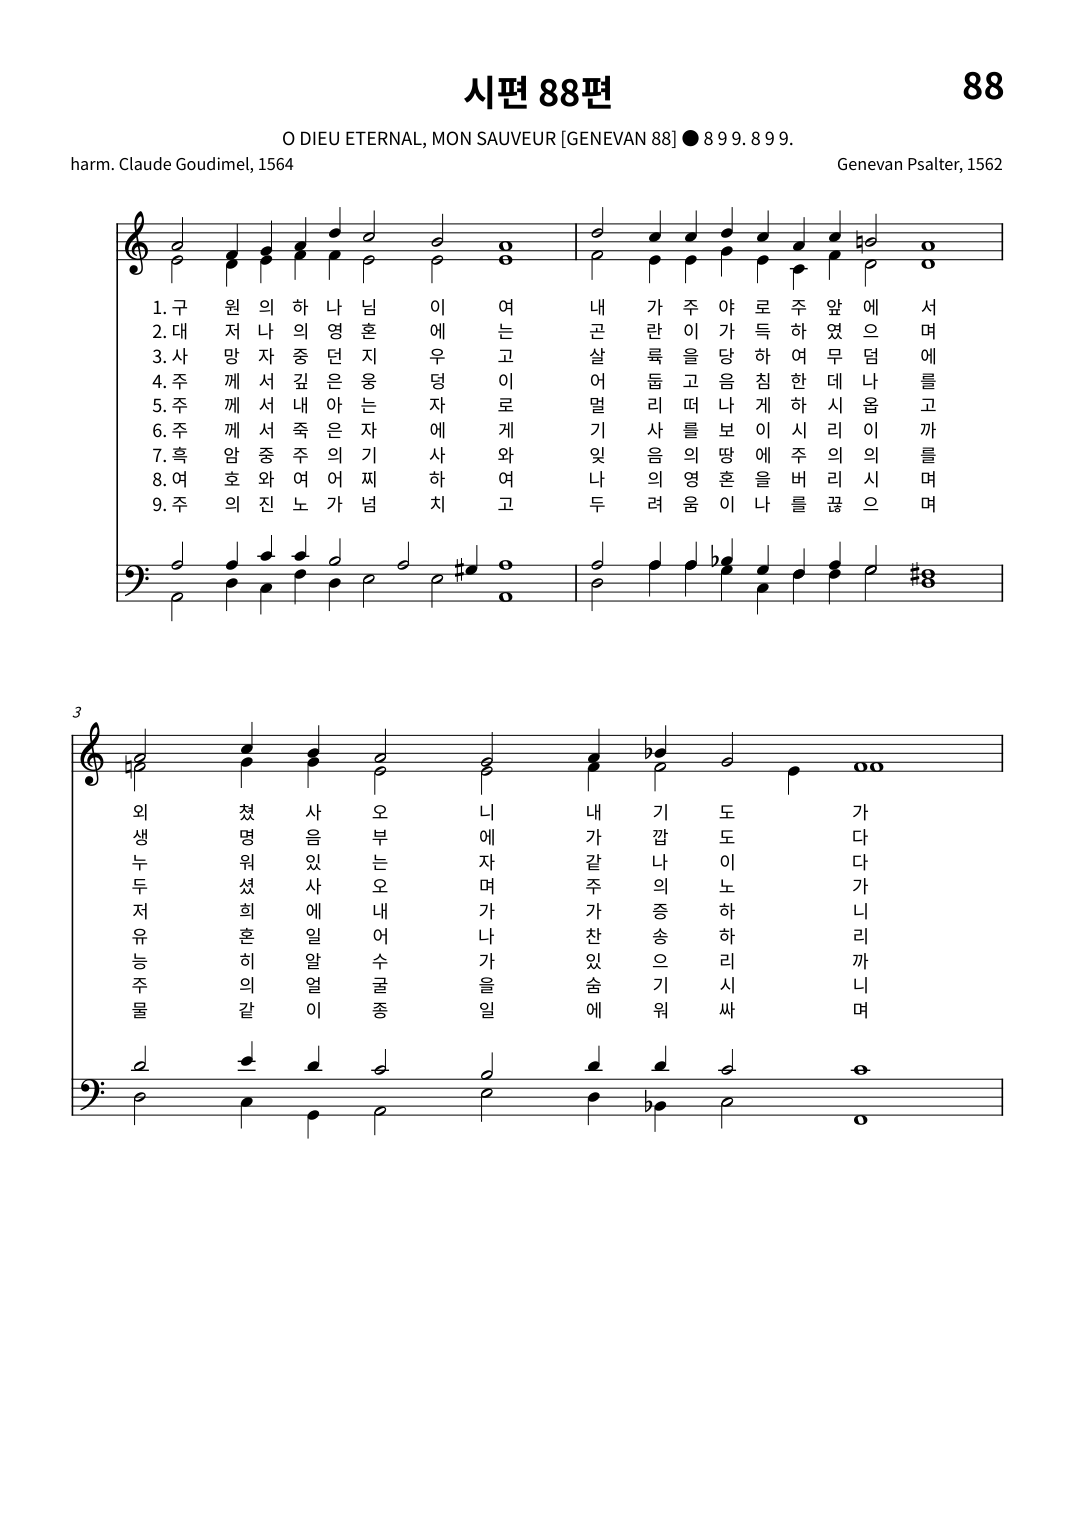 시편 88편
88
O DIEU ETERNAL, MON SAUVEUR [GENEVAN 88] ● 8 9 9. 8 9 9.
harm. Claude Goudimel, 1564
Genevan Psalter, 1562
1. 구 원 의 하 나 님 이 여 내 가 주 야 로 주 앞 에 서
2. 대 저 나 의 영 혼 에 는 곤 란 이 가 득 하 였 으 며
3. 사 망 자 중 던 지 우 고 살 륙 을 당 하 여 무 덤 에
4. 주 께 서 깊 은 웅 덩 이 어 둡 고 음 침 한 데 나 를
5. 주 께 서 내 아 는 자 로 멀 리 떠 나 게 하 시 옵 고
6. 주 께 서 죽 은 자 에 게 기 사 를 보 이 시 리 이 까
7. 흑 암 중 주 의 기 사 와 잊 음 의 땅 에 주 의 의 를
8. 여 호 와 여 어 찌 하 여 나 의 영 혼 을 버 리 시 며
9. 주 의 진 노 가 넘 치 고 두 려 움 이 나 를 끊 으 며
3
외 쳤 사 오 니 내 기 도 가
생 명 음 부 에 가 깝 도 다
누 워 있 는 자 같 나 이 다
두 셨 사 오 며 주 의 노 가
저 희 에 내 가 가 증 하 니
유 혼 일 어 나 찬 송 하 리
능 히 알 수 가 있 으 리 까
주 의 얼 굴 을 숨 기 시 니
물 같 이 종 일 에 워 싸 며